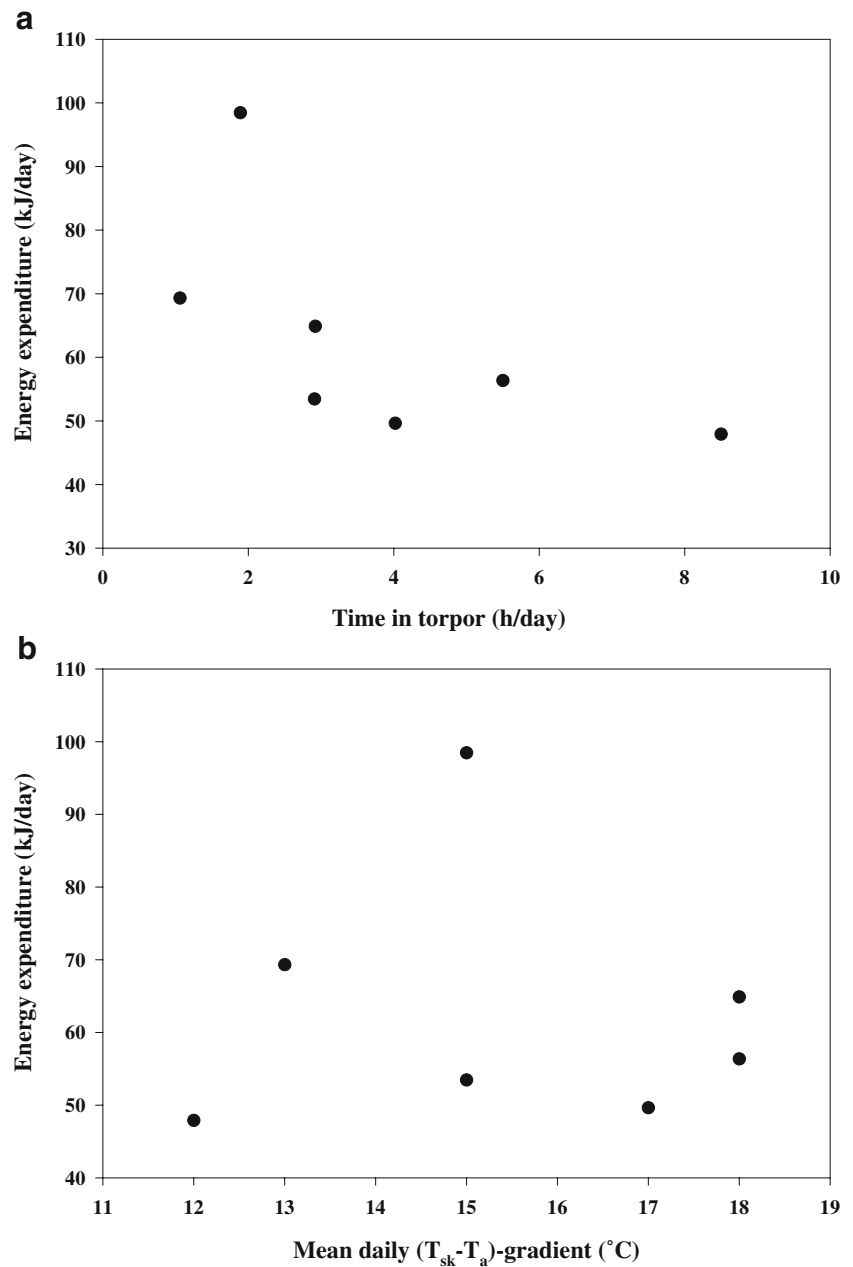 a
110
100
90
80
70
60
50
40
30
Energy expenditure (kJ/day)
0 2 4 6 8 10
Time in torpor (h/day)
b
110
100
90
80
70
60
50
40
Energy expenditure (kJ/day)
11 12 13 14 15 16 17 18 19
Mean daily (Tsk-Ta)-gradient (˚C)